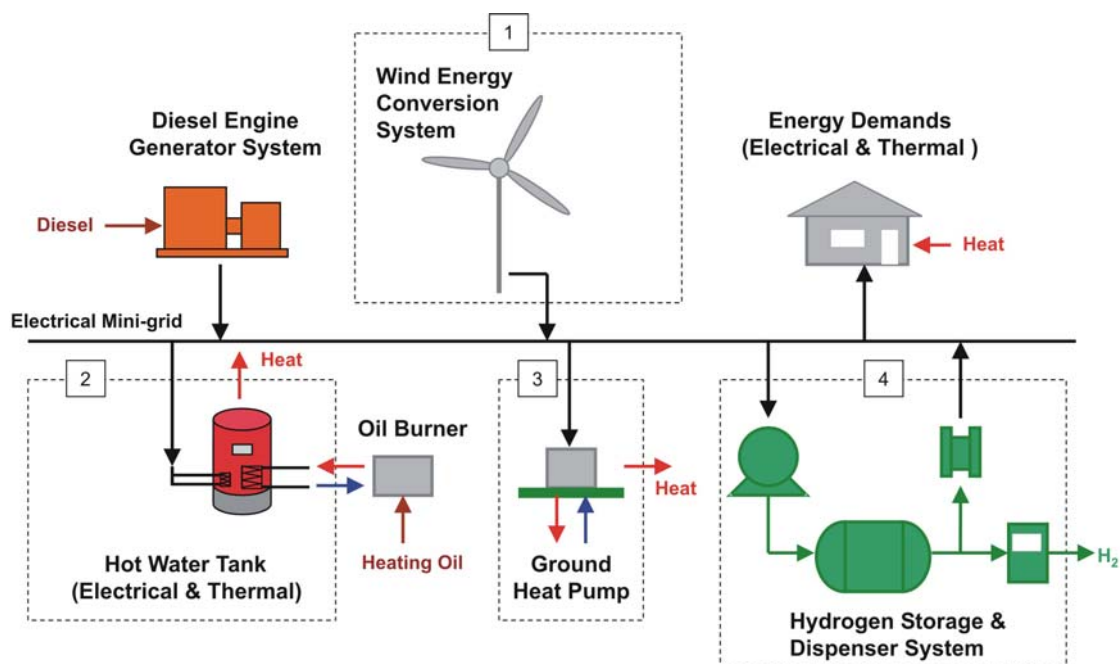 1
Wind Energy
Conversion
System
Diesel Engine
Generator System
Energy Demands
(Electrical & Thermal )
Diesel
Heat
Electrical Mini-grid
2
Heat
3
4
Oil Burner
Heat
Heating Oil
Hot Water Tank
(Electrical & Thermal)
Ground
Heat Pump
H2
Hydrogen Storage &
Dispenser System